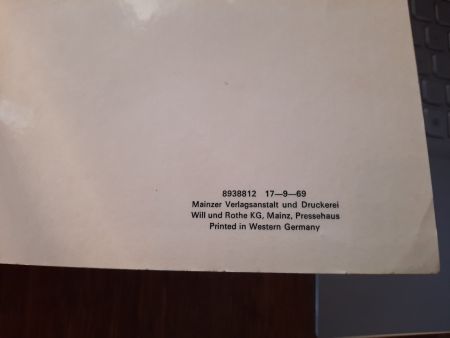 8938812 17—9—69
Mainzer Verlagsanstalt und Druckerei
Will und Rothe KG, Mainz, Pressehaus
Printed in Western Germany